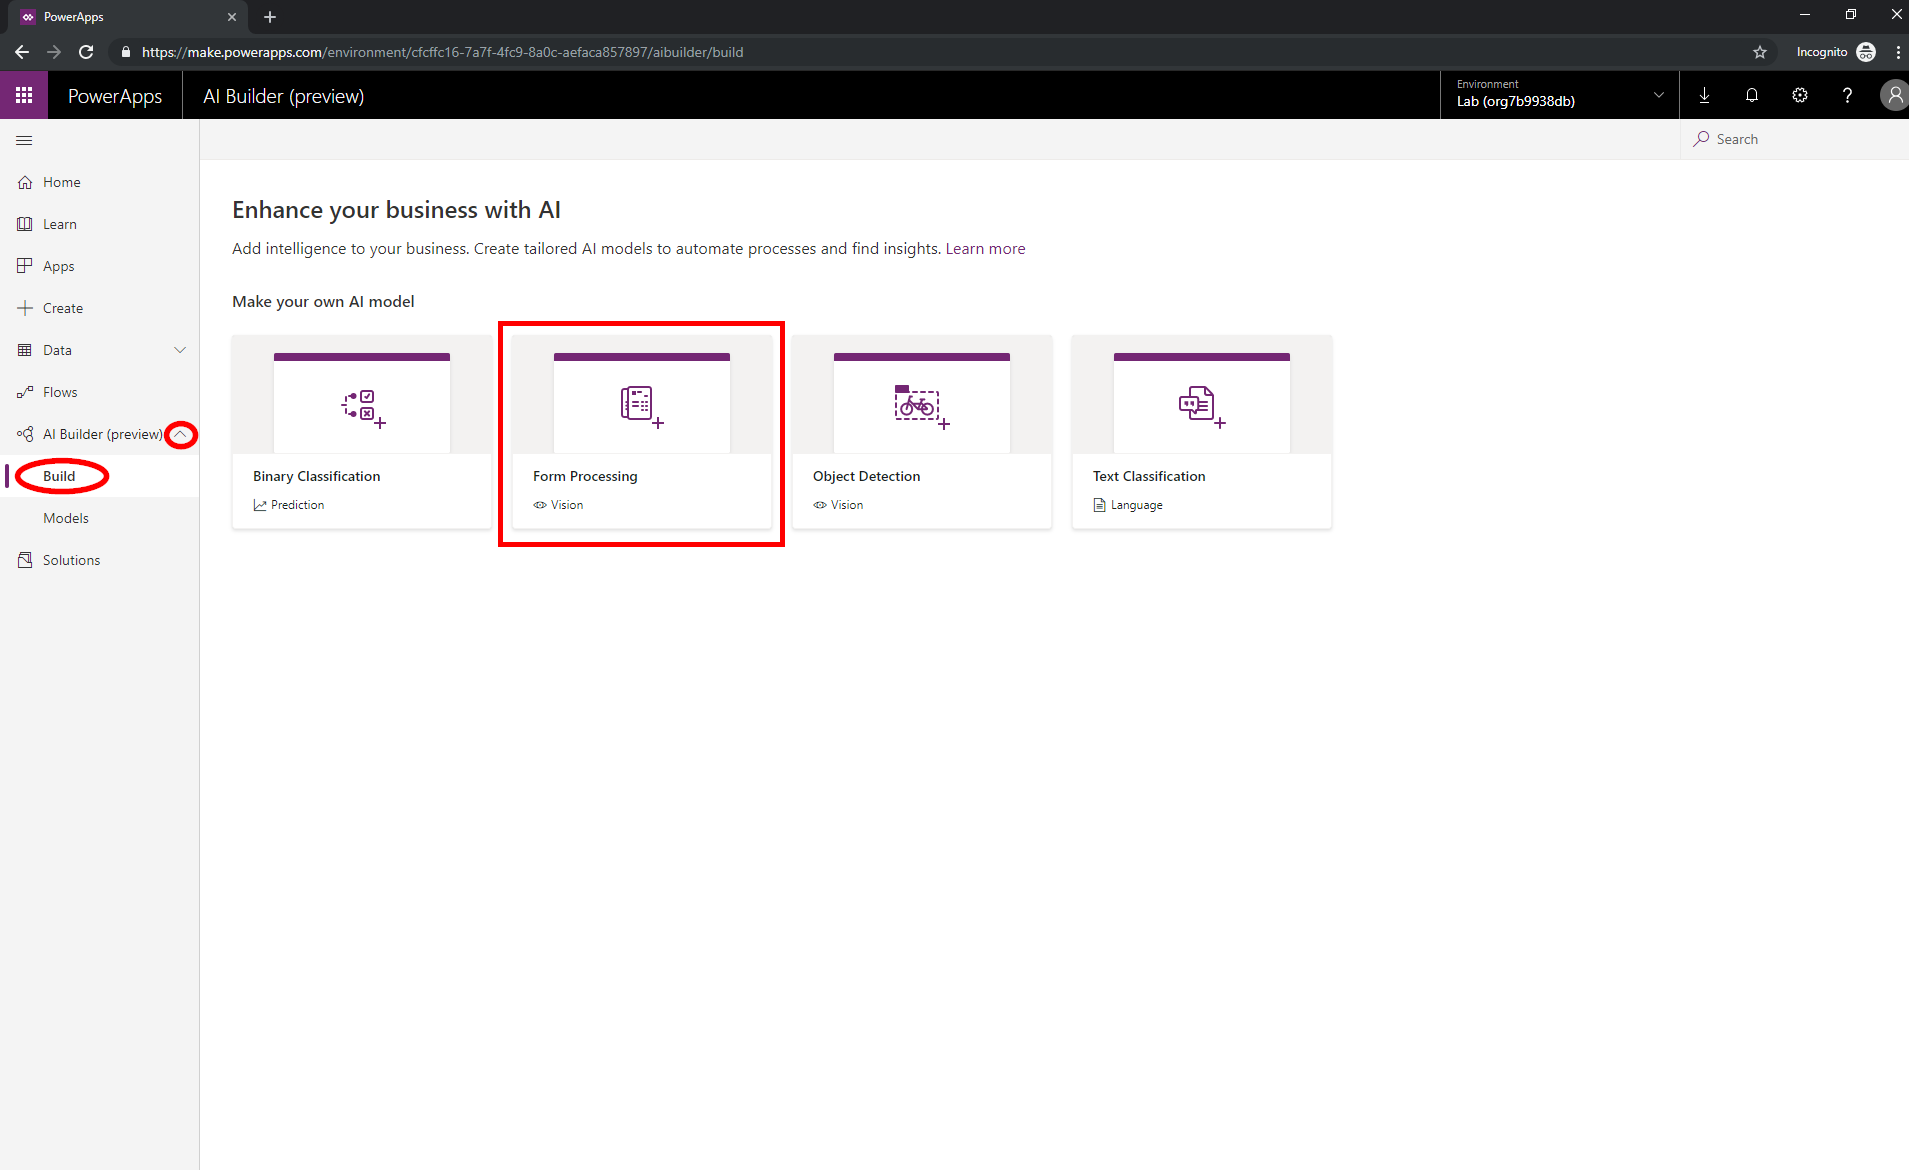 PowerApps
https://make.powerapps.com/environment/cfcffc16-7a7f-4fc9-8a0c-aefaca857897/aibuilder/build
Incognito
PowerApps
AI Builder (preview)
Environment
Lab (org7b9938db)
?
Search
Home
Learn
Apps
Create
Data
Flows
AI Builder (preview)
Build
Models
Solutions
Enhance your business with AI
Add intelligence to your business. Create tailored AI models to automate processes and find insights. Learn more
Make your own AI model
Binary Classification
Prediction
Form Processing
Vision
Object Detection
Vision
Text Classification
Language